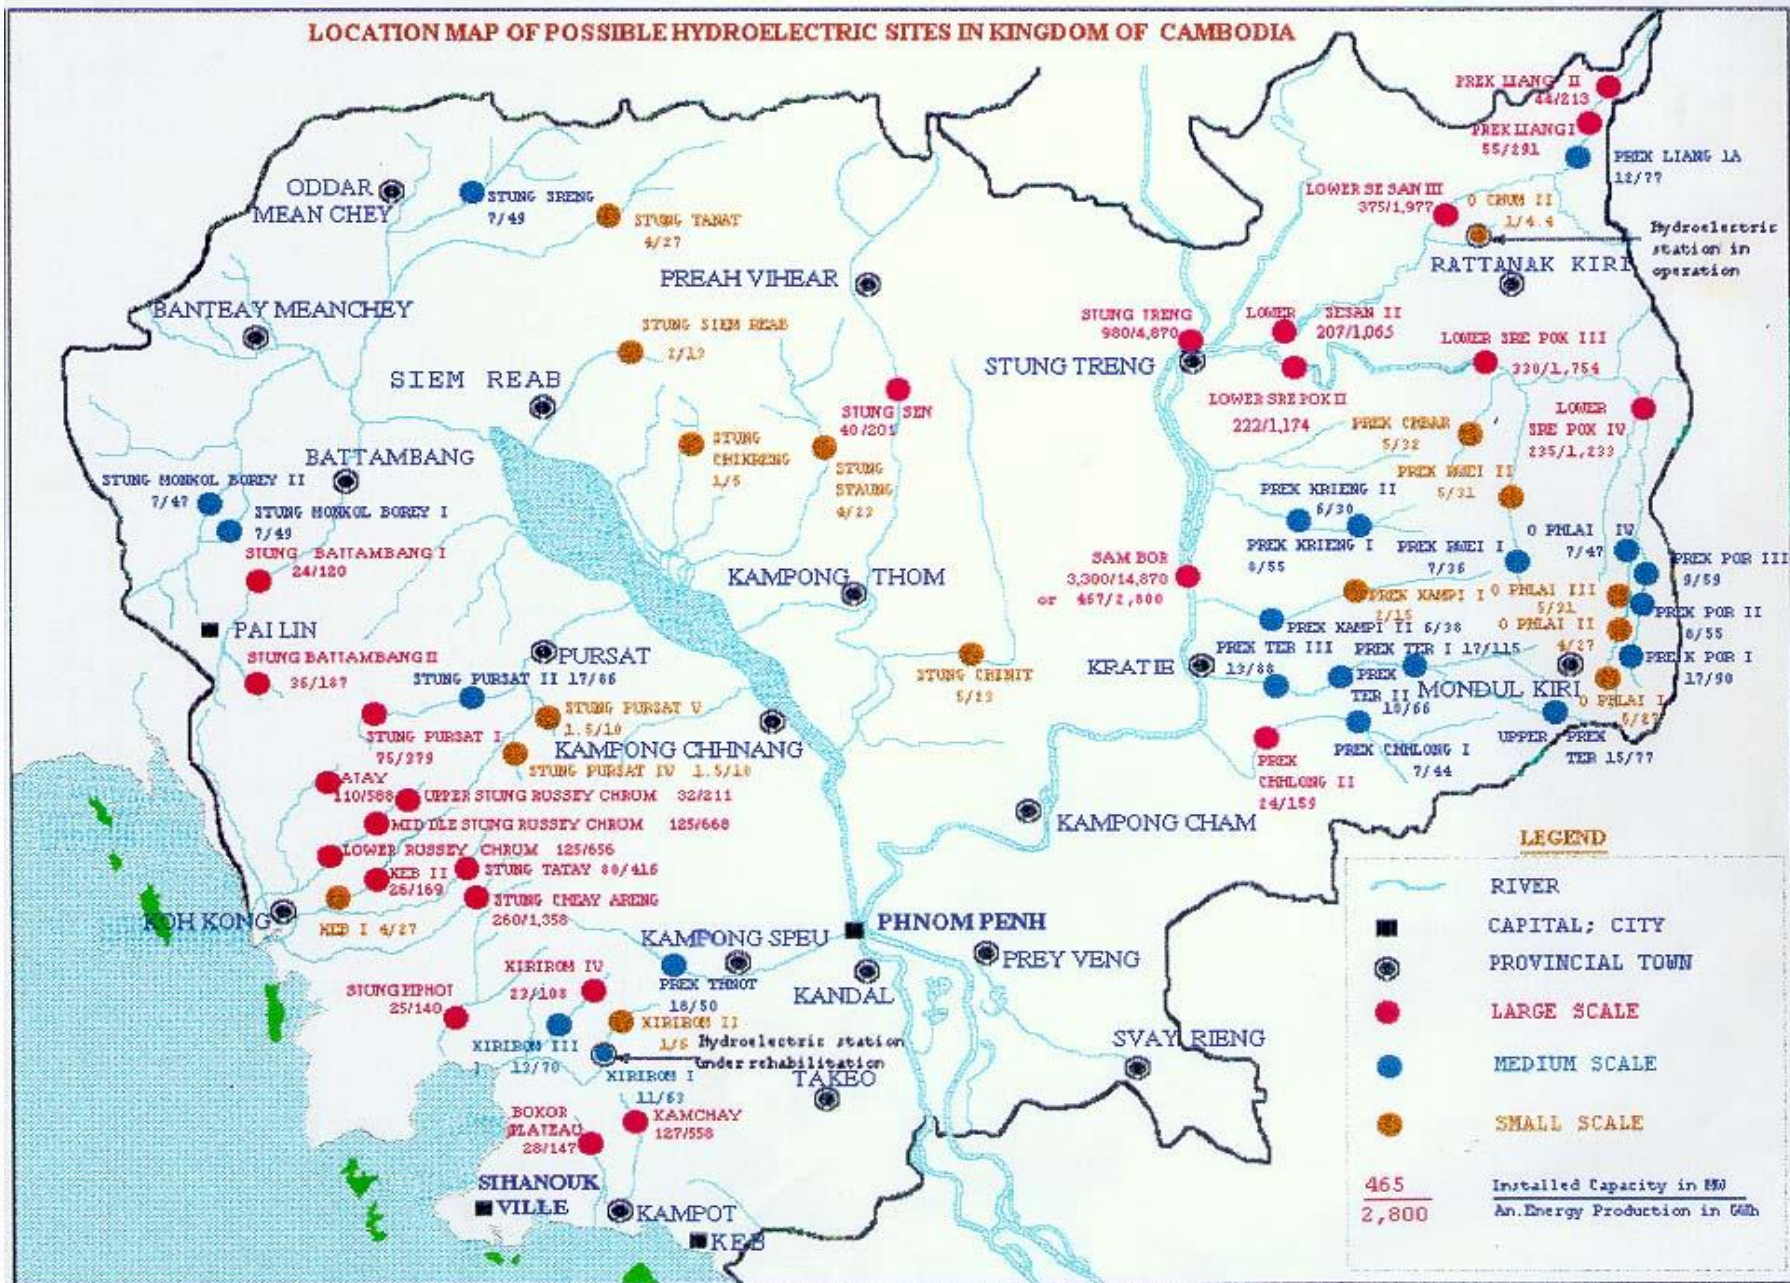 LOCATION MAP OF POSSIBLE HYDROELECTRIC SITES IN KINGDOM OF CAMBODIA
PREK LIANG II
44/213
PREK LIANG I
55/291
PREK LIANG 1A
12/77
ODDAR
MEAN CHEY
STUNG SRENG
7/49
STUNG TANAT
4/27
LOWER SE SAN III
375/1,977
O CHUM II
1/4.4
Hydroelectric
station in
operation
RATTANAK KIRI
PREAH VIHEAR
BANTEAY MEANCHEY
STUNG SIEM REAB
STUNG TRENG
980/4,870
LOWER SESAN II
207/1,065
LOWER SRE POK III
330/1,754
STUNG TRENG
SIEM REAB
STUNG SEN
40/201
LOWER SRE POK II
222/1,174
PREK CHBAR
5/32
LOWER
SRE POK IV
235/1,233
STUNG
CHIKRENG
1/5
STUNG
STAUNG
BATTAMBANG
STUNG MONKOL BOREY II
7/47
STUNG MONKOL BOREY I
7/49
STUNG BATTAMBANG I
24/120
PREK KRIENG II
6/30
II
5/31
PREK KRIENG I
8/55
I
7/36
O PHLAI IV
7/47
PREK POR III
9/59
SAM BOR
3,300/14,870
or 467/2,800
KAMPONG THOM
PREK KAMPI I
2/15
O PHLAI III
PREK POR II
8/55
PREK KAMPI II 6/38
O PHLAI II
4/27
PAI LIN
STUNG BATTAMBANG II
36/187
PURSAT
STUNG PURSAT II 17/86
STUNG CHINIT
KRATIE
PREK TER III
13/88
PREK TER I 17/115
PREK
TER II
10/66
MONDUL KIRI
PREK POR I
17/90
O PHLAI I
STUNG PURSAT V
1.5/10
STUNG PURSAT I
75/279
KAMPONG CHHNANG
STUNG PURSAT IV 1.5/10
PREK CHHLONG I
7/44
UPPER PREK
TER 15/77
PREK
CHHLONG II
24/159
ATAY
110/588
UPPER STUNG RUSSEY CHROM 32/211
MIDDLE STUNG RUSSEY CHROM 125/668
KAMPONG CHAM
LOWER RUSSEY CHROM 125/656
KEB II
26/169
STUNG TATAY 80/416
STUNG CHEAY ARENG
260/1,358
KOH KONG
KEB I 4/27
PHNOM PENH
KAMPONG SPEU
PREY VENG
KANDAL
PREK THNOT
18/50
KIRIROM IV
STUNG PIPHOT
25/140
KIRIROM II
Hydroelectric station
Under rehabilitation
KIRIROM III
13/70
KIRIROM I
11/63
SVAY RIENG
TAKEO
BOKOR
PLATEAU
28/147
KAMCHAY
127/558
SIHANOUK
VILLE
KAMPOT
KEB
LEGEND
RIVER
CAPITAL; CITY
PROVINCIAL TOWN
LARGE SCALE
MEDIUM SCALE
SMALL SCALE
465
2,800
Installed Capacity in MW
An.Energy Production in GWh